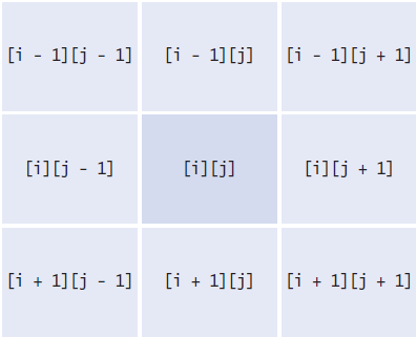 [i - 1][j - 1] [i - 1][j] [i - 1][j + 1]
[i][j - 1] [i][j] [i][j + 1]
[i + 1][j - 1] [i + 1][j] [i + 1][j + 1]